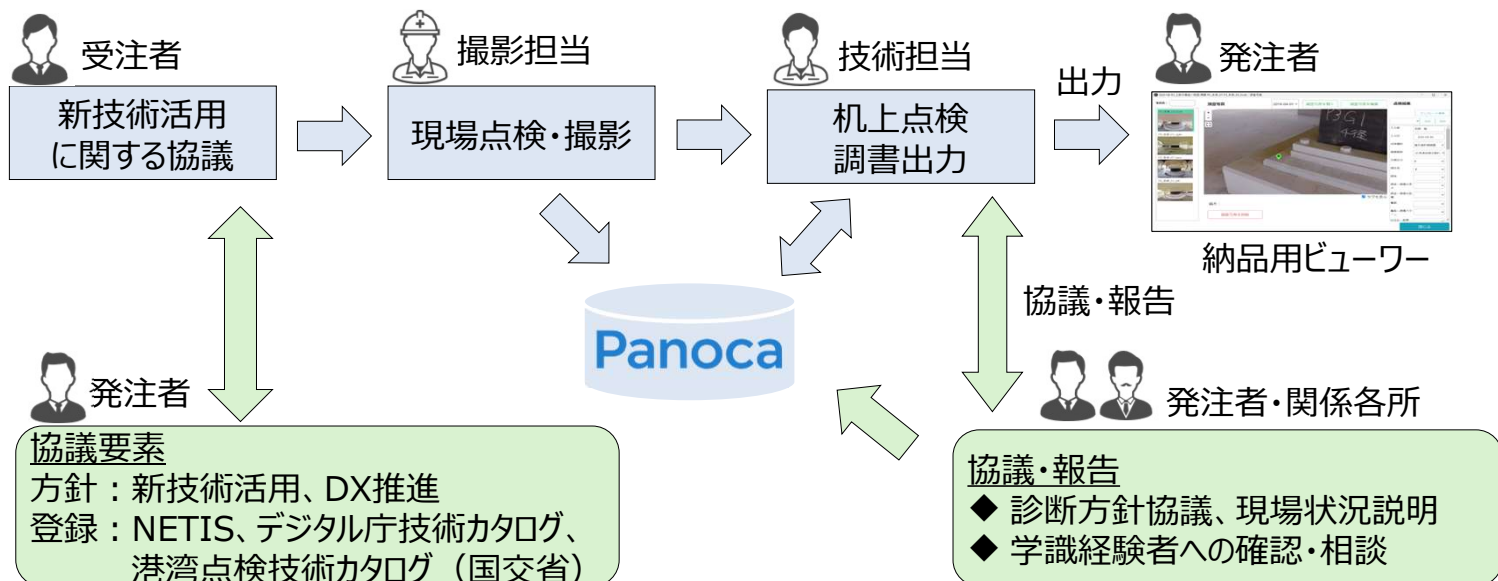 受注者
新技術活用
に関する協議
撮影担当
現場点検・撮影
技術担当
机上点検
調書出力
出力
発注者
P3G1
納品用ビューワー
Panoca
協議・報告
発注者
協議要素
方針：新技術活用、DX推進
登録：NETIS、デジタル庁技術カタログ、
港湾点検技術カタログ（国交省）
発注者・関係各所
協議・報告
◆ 診断方針協議、現場状況説明
◆ 学識経験者への確認・相談